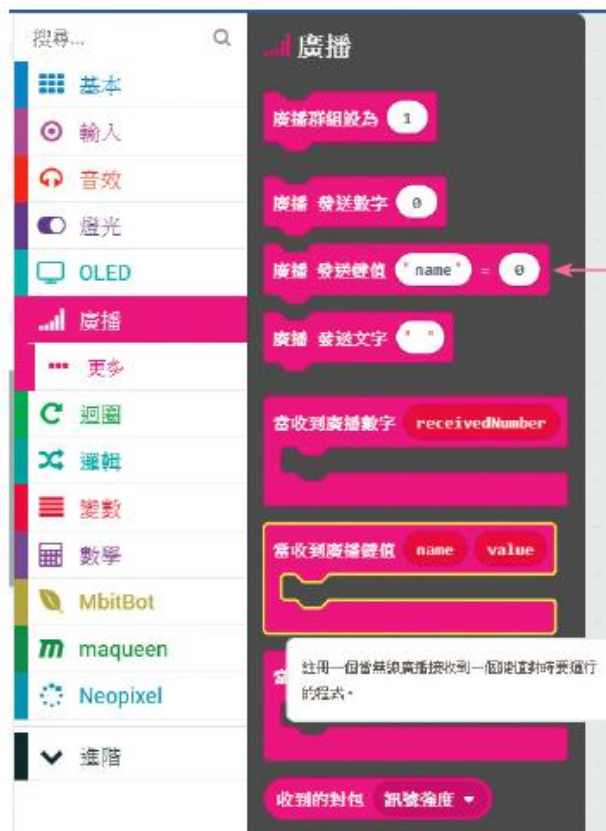 搜尋...
基本
輸入
音效
燈光
OLED
廣播
更多
迴圈
邏輯
變數
數學
MbitBot
maqueen
Neopixel
進階
廣播
廣播群組設為 1
廣播 發送數字 0
廣播 發送鍵值 "name" = 0
廣播 發送文字 " "
當收到廣播數字 receivedNumber
當收到廣播鍵值 name value
註冊一個當無線廣播接收到一個鍵值對時要運行
的程式。
當
收到的封包 訊號強度